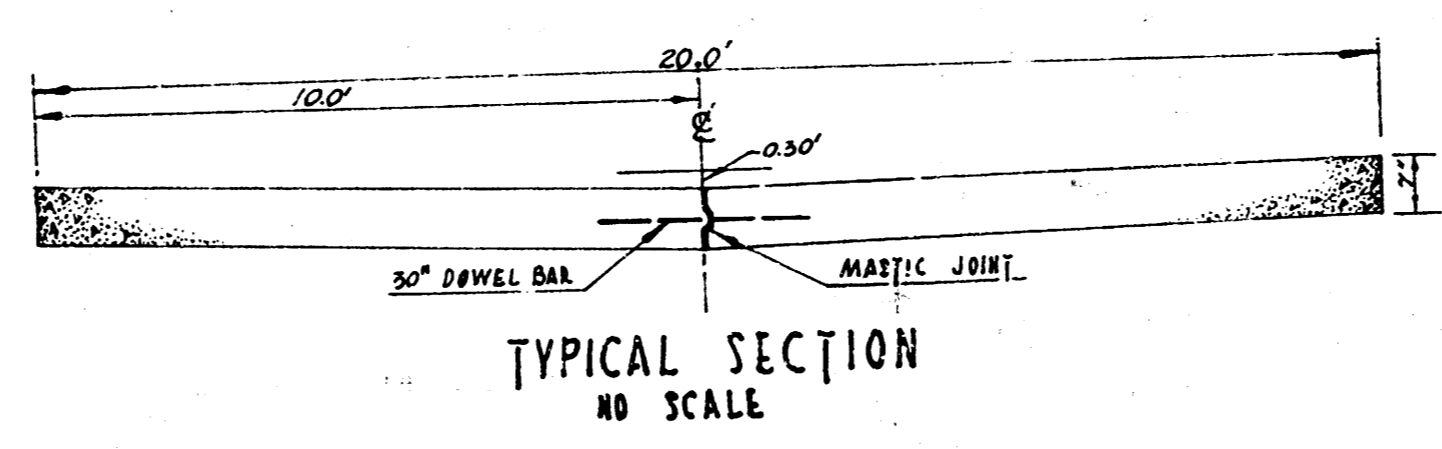 20.0'
10.0'
℄
0.30'
7"
30" DOWEL BAR
MASTIC JOINT
TYPICAL SECTION
NO SCALE